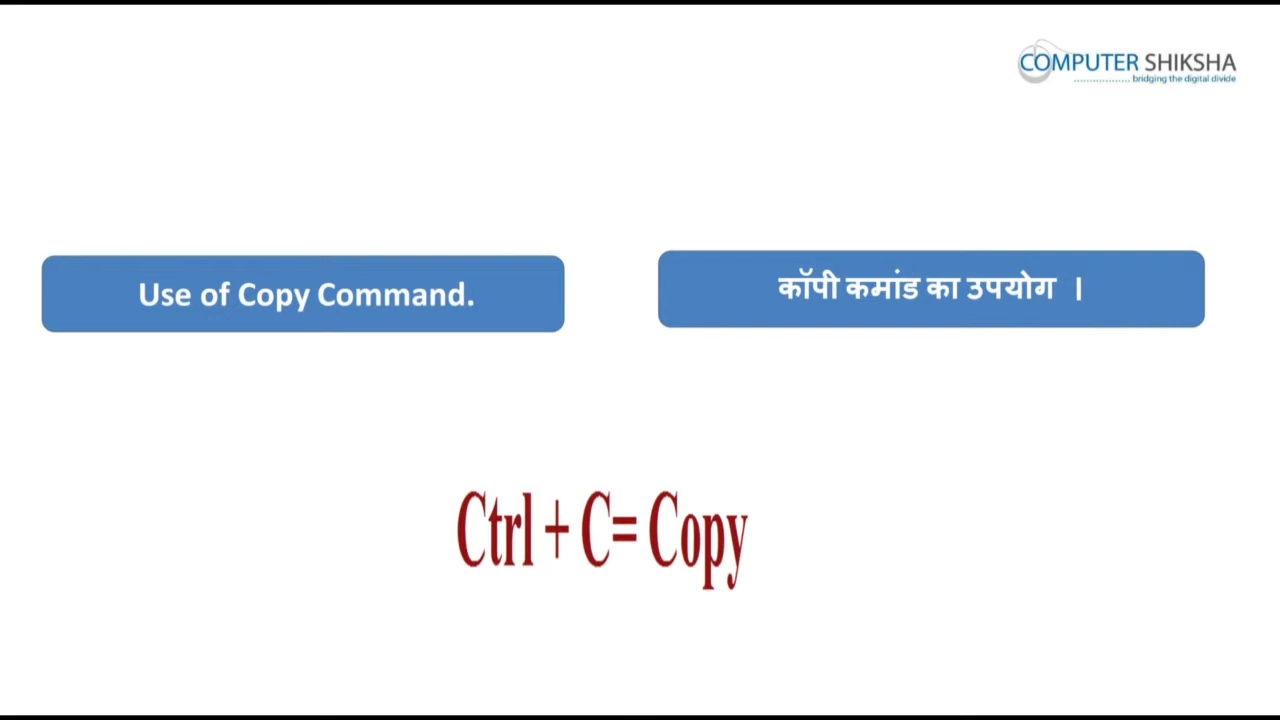 COMPUTER SHIKSHA
.................. bridging the digital divide
Use of Copy Command.
कॉपी कमांड का उपयोग ।
Ctrl + C= Copy